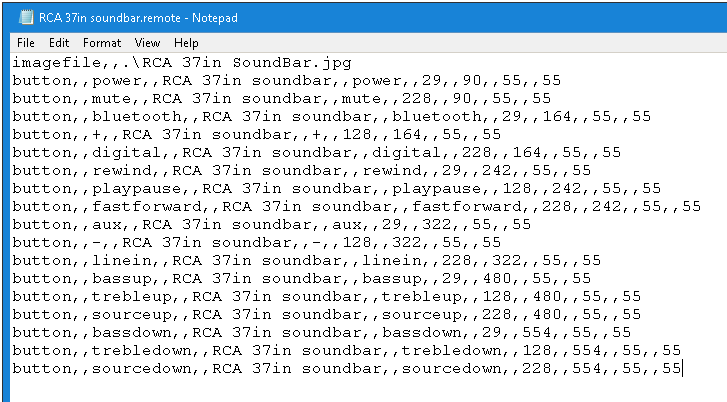 RCA 37in soundbar.remote - Notepad
File Edit Format View Help
imagefile,,.\RCA 37in SoundBar.jpg
button,,power,,RCA 37in soundbar,,power,,29,,90,,55,,55
button,,mute,,RCA 37in soundbar,,mute,,228,,90,,55,,55
button,,bluetooth,,RCA 37in soundbar,,bluetooth,,29,,164,,55,,55
button,,+,,RCA 37in soundbar,,+,,128,,164,,55,,55
button,,digital,,RCA 37in soundbar,,digital,,228,,164,,55,,55
button,,rewind,,RCA 37in soundbar,,rewind,,29,,242,,55,,55
button,,playpause,,RCA 37in soundbar,,playpause,,128,,242,,55,,55
button,,fastforward,,RCA 37in soundbar,,fastforward,,228,,242,,55,,55
button,,aux,,RCA 37in soundbar,,aux,,29,,322,,55,,55
button,,-,,RCA 37in soundbar,,-,,128,,322,,55,,55
button,,linein,,RCA 37in soundbar,,linein,,228,,322,,55,,55
button,,bassup,,RCA 37in soundbar,,bassup,,29,,480,,55,,55
button,,trebleup,,RCA 37in soundbar,,trebleup,,128,,480,,55,,55
button,,sourceup,,RCA 37in soundbar,,sourceup,,228,,480,,55,,55
button,,bassdown,,RCA 37in soundbar,,bassdown,,29,,554,,55,,55
button,,trebledown,,RCA 37in soundbar,,trebledown,,128,,554,,55,,55
button,,sourcedown,,RCA 37in soundbar,,sourcedown,,228,,554,,55,,55